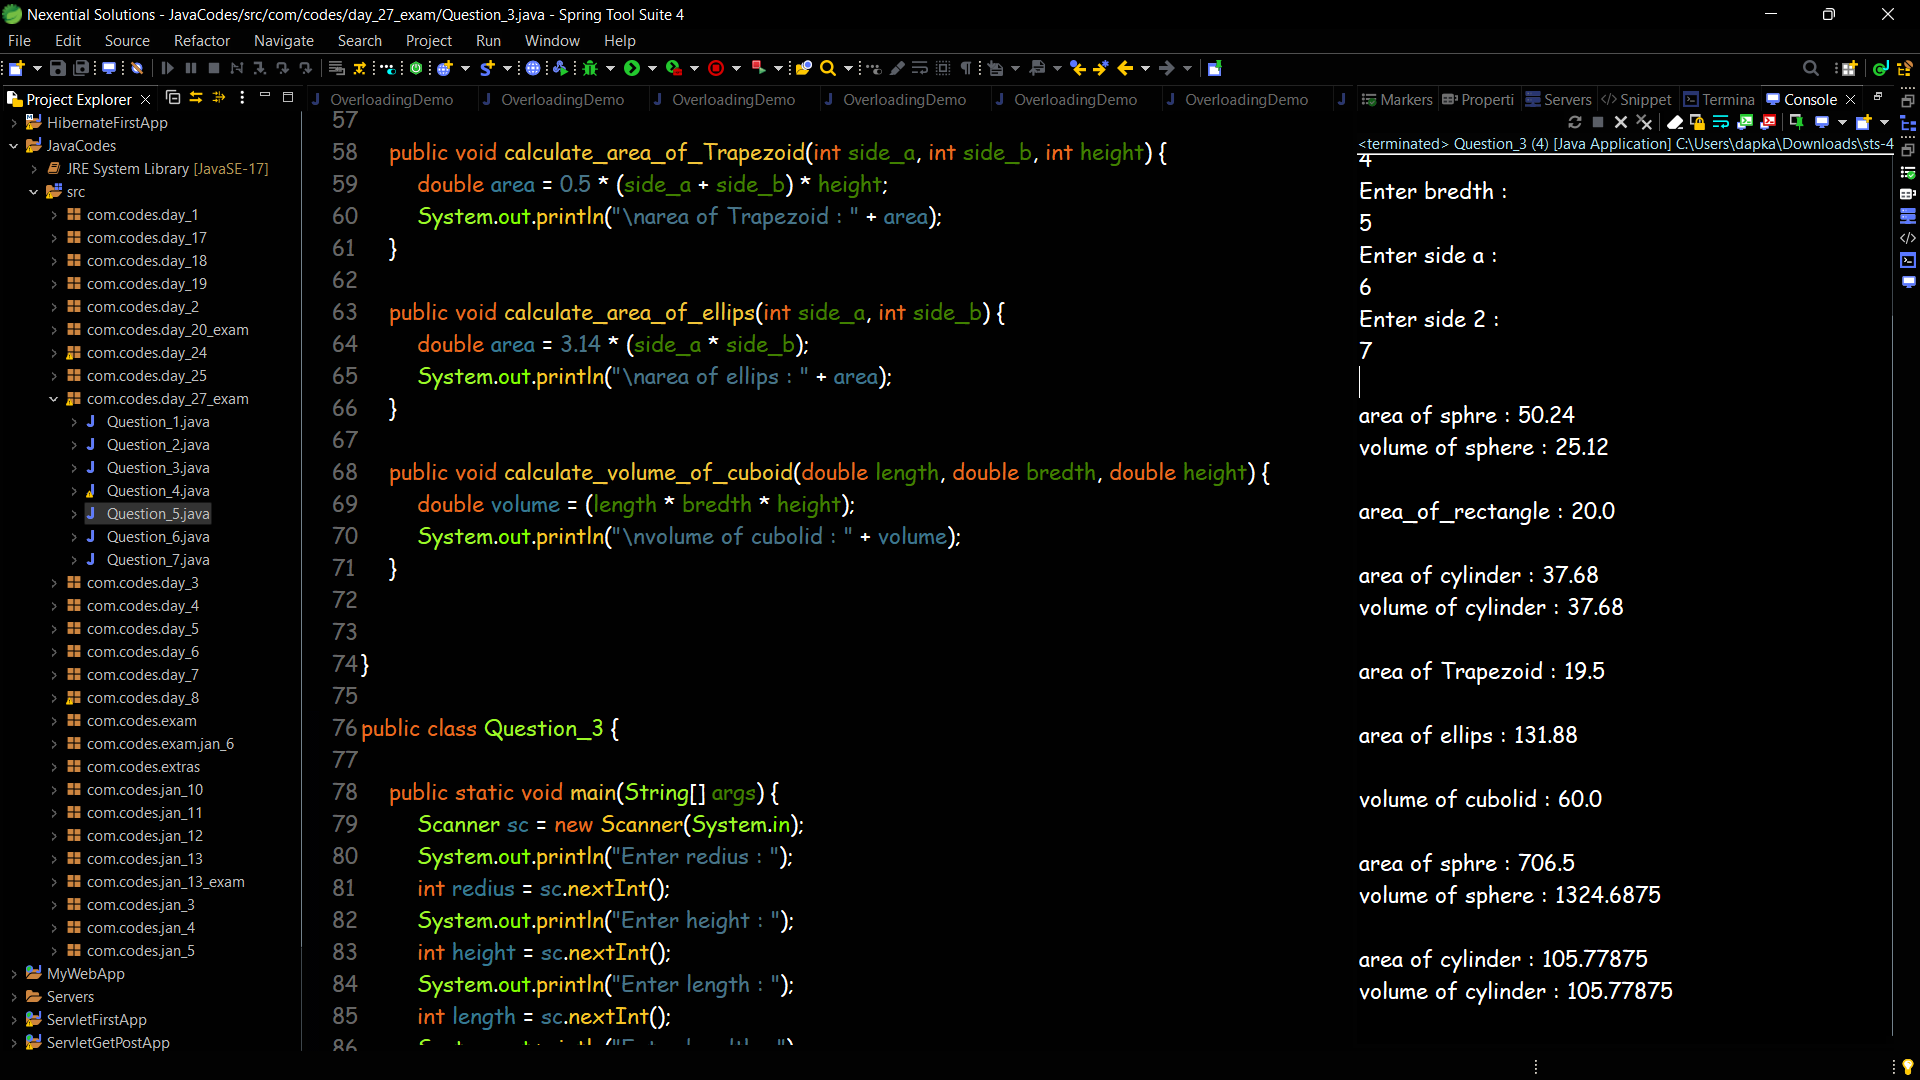 Nexential Solutions - JavaCodes/src/com/codes/day_27_exam/Question_3.java - Spring Tool Suite 4
File Edit Source Refactor Navigate Search Project Run Window Help
Project Explorer
HibernateFirstApp
JavaCodes
JRE System Library [JavaSE-17]
src
com.codes.day_1
com.codes.day_17
com.codes.day_18
com.codes.day_19
com.codes.day_2
com.codes.day_20_exam
com.codes.day_24
com.codes.day_25
com.codes.day_27_exam
Question_1.java
Question_2.java
Question_3.java
Question_4.java
Question_5.java
Question_6.java
Question_7.java
com.codes.day_3
com.codes.day_4
com.codes.day_5
com.codes.day_6
com.codes.day_7
com.codes.day_8
com.codes.exam
com.codes.exam.jan_6
com.codes.extras
com.codes.jan_10
com.codes.jan_11
com.codes.jan_12
com.codes.jan_13
com.codes.jan_13_exam
com.codes.jan_3
com.codes.jan_4
com.codes.jan_5
MyWebApp
Servers
ServletFirstApp
ServletGetPostApp
OverloadingDemo OverloadingDemo OverloadingDemo OverloadingDemo OverloadingDemo OverloadingDemo
57
58 public void calculate_area_of_Trapezoid(int side_a, int side_b, int height) {
59 double area = 0.5 * (side_a + side_b) * height;
60 System.out.println("\narea of Trapezoid : " + area);
61 }
62
63 public void calculate_area_of_ellips(int side_a, int side_b) {
64 double area = 3.14 * (side_a * side_b);
65 System.out.println("\narea of ellips : " + area);
66 }
67
68 public void calculate_volume_of_cuboid(double length, double bredth, double height) {
69 double volume = (length * bredth * height);
70 System.out.println("\nvolume of cubolid : " + volume);
71 }
72
73
74 }
75
76 public class Question_3 {
77
78 public static void main(String[] args) {
79 Scanner sc = new Scanner(System.in);
80 System.out.println("Enter redius : ");
81 int redius = sc.nextInt();
82 System.out.println("Enter height : ");
83 int height = sc.nextInt();
84 System.out.println("Enter length : ");
85 int length = sc.nextInt();
86
Markers Properti Servers Snippet Termina Console
<terminated> Question_3 (4) [Java Application] C:\Users\dapka\Downloads\sts-4
4
Enter bredth :
5
Enter side a :
6
Enter side 2 :
7
area of sphre : 50.24
volume of sphere : 25.12
area_of_rectangle : 20.0
area of cylinder : 37.68
volume of cylinder : 37.68
area of Trapezoid : 19.5
area of ellips : 131.88
volume of cubolid : 60.0
area of sphre : 706.5
volume of sphere : 1324.6875
area of cylinder : 105.77875
volume of cylinder : 105.77875